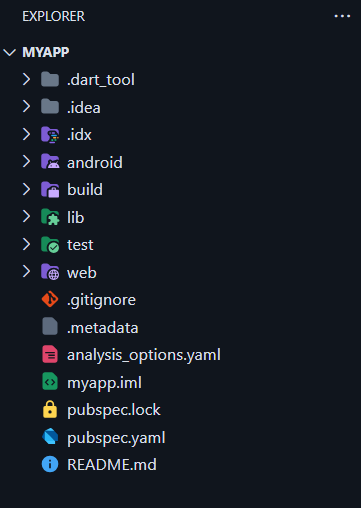 EXPLORER
MYAPP
.dart_tool
.idea
.idx
android
build
lib
test
web
.gitignore
.metadata
analysis_options.yaml
myapp.iml
pubspec.lock
pubspec.yaml
README.md